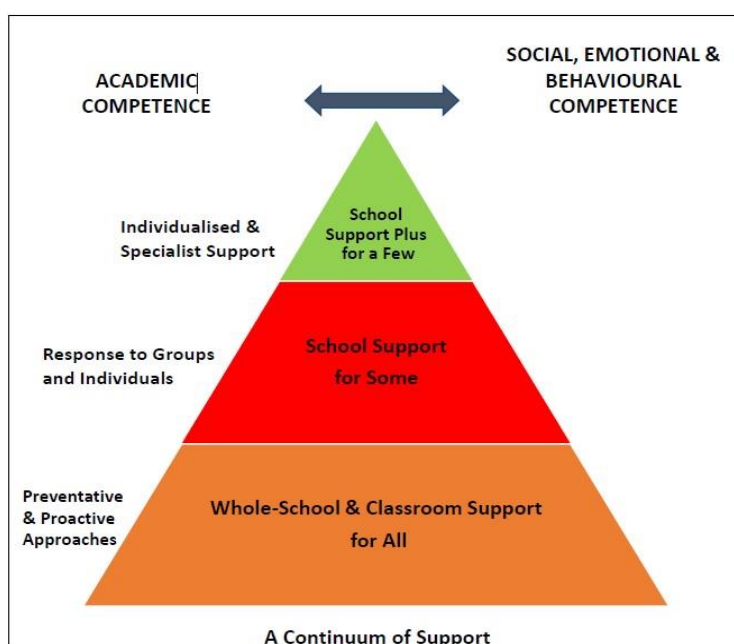 ACADEMIC
COMPETENCE
SOCIAL, EMOTIONAL &
BEHAVIOURAL
COMPETENCE
Individualised &
Specialist Support
School
Support Plus
for a Few
Response to Groups
and Individuals
School Support
for Some
Preventative
& Proactive
Approaches
Whole-School & Classroom Support
for All
A Continuum of Support